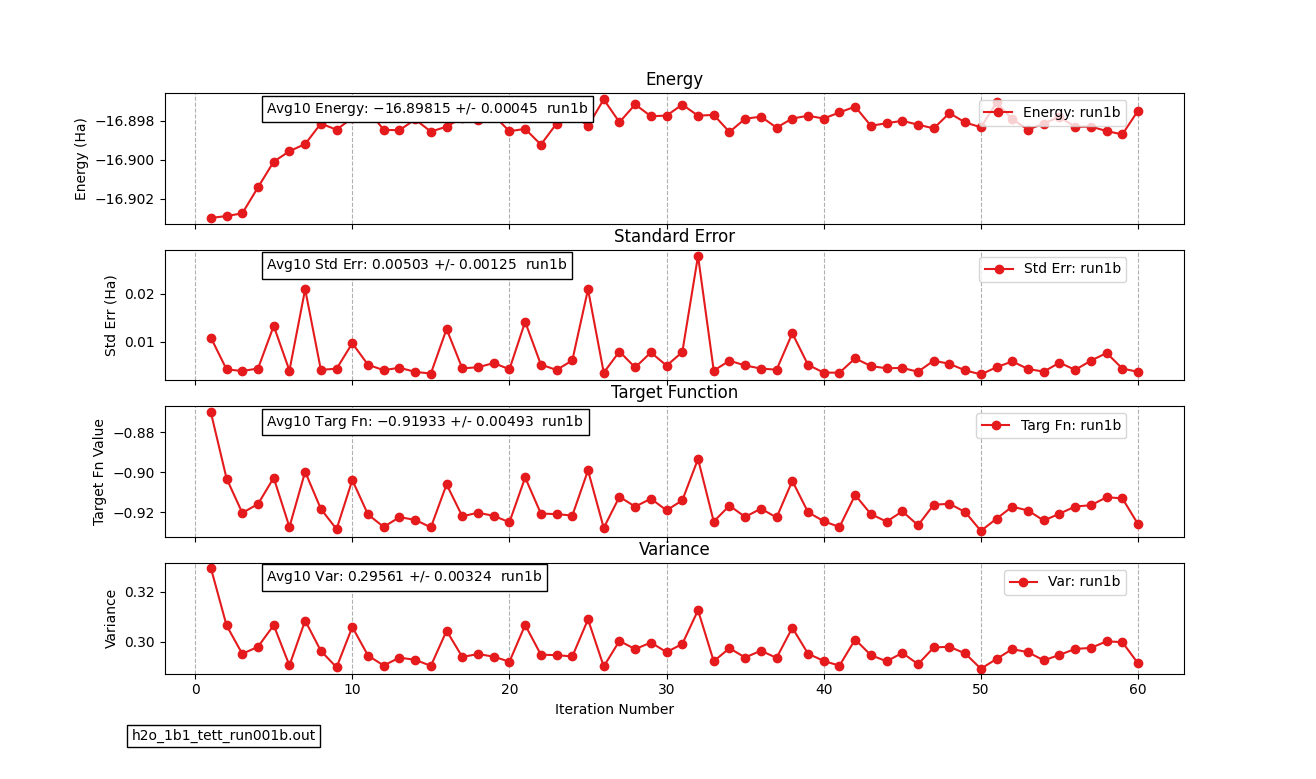 Energy
Avg10 Energy: −16.89815 +/- 0.00045  run1b
Energy: run1b
Energy (Ha)
−16.898
−16.900
−16.902
Standard Error
Avg10 Std Err: 0.00503 +/- 0.00125  run1b
Std Err: run1b
Std Err (Ha)
0.02
0.01
Target Function
Avg10 Targ Fn: −0.91933 +/- 0.00493  run1b
Targ Fn: run1b
Target Fn Value
−0.88
−0.90
−0.92
Variance
Avg10 Var: 0.29561 +/- 0.00324  run1b
Var: run1b
Variance
0.32
0.30
0 10 20 30 40 50 60
Iteration Number
h2o_1b1_tett_run001b.out